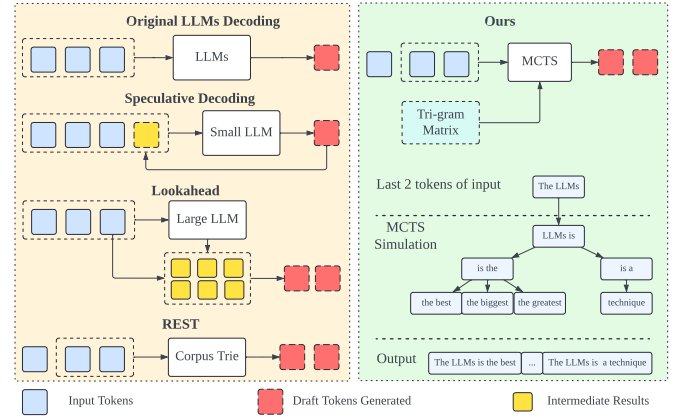 Original LLMs Decoding
LLMs
Speculative Decoding
Small LLM
Lookahead
Large LLM
REST
Corpus Trie
Ours
MCTS
Tri-gram
Matrix
Last 2 tokens of input
The LLMs
MCTS
Simulation
LLMs is
is the
is a
the best
the biggest
the greatest
technique
Output
The LLMs is the best
...
The LLMs is a technique
Input Tokens
Draft Tokens Generated
Intermediate Results